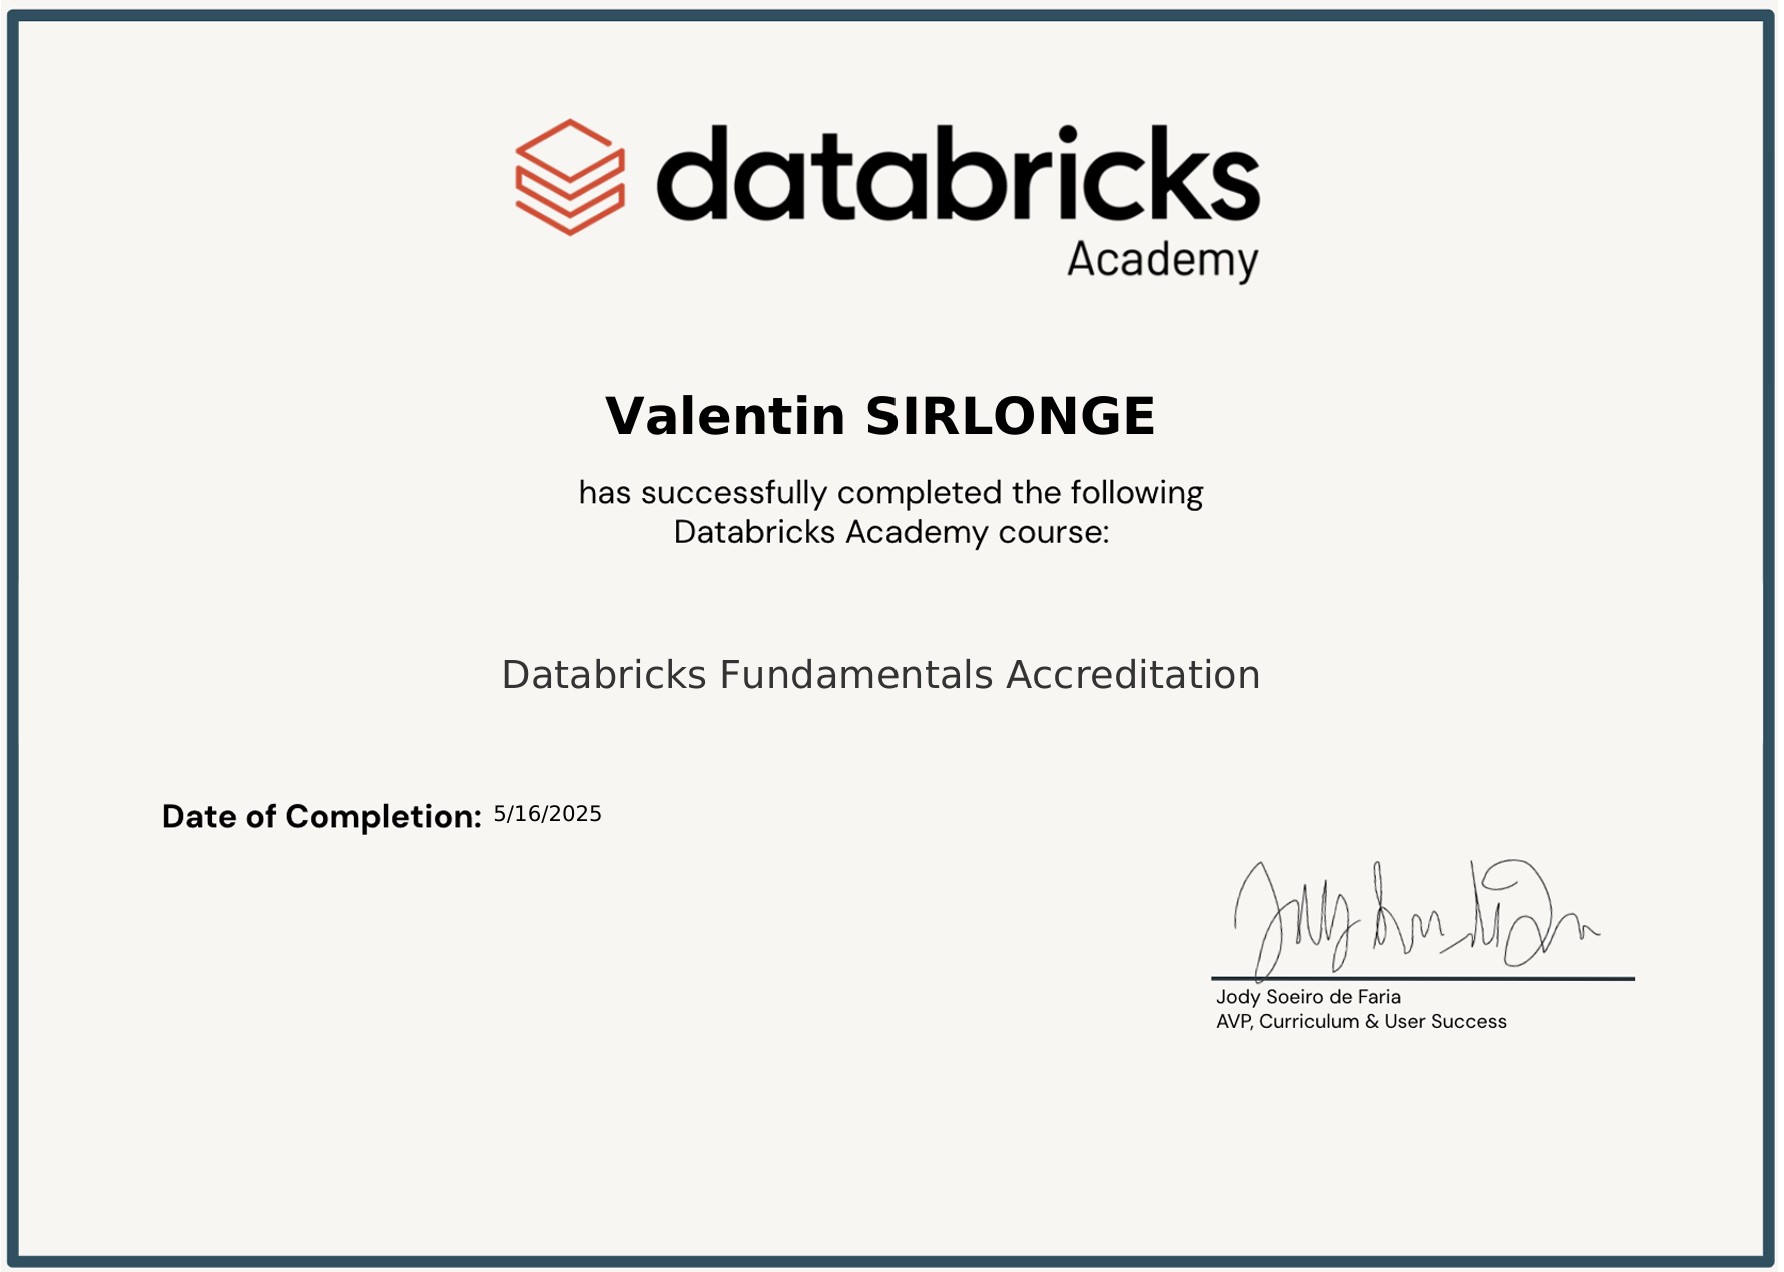 databricks
Academy
Valentin SIRLONGE
has successfully completed the following
Databricks Academy course:
Databricks Fundamentals Accreditation
Date of Completion: 5/16/2025
Jody Soeiro de Faria
AVP, Curriculum & User Success